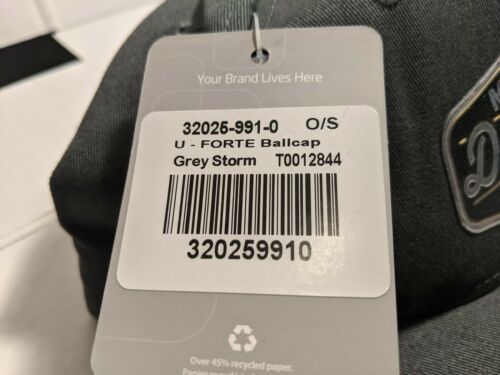 Your Brand Lives Here
32025-991-0 O/S
U - FORTE Ballcap
Grey Storm T0012844
320259910
Over 45% recycled paper.